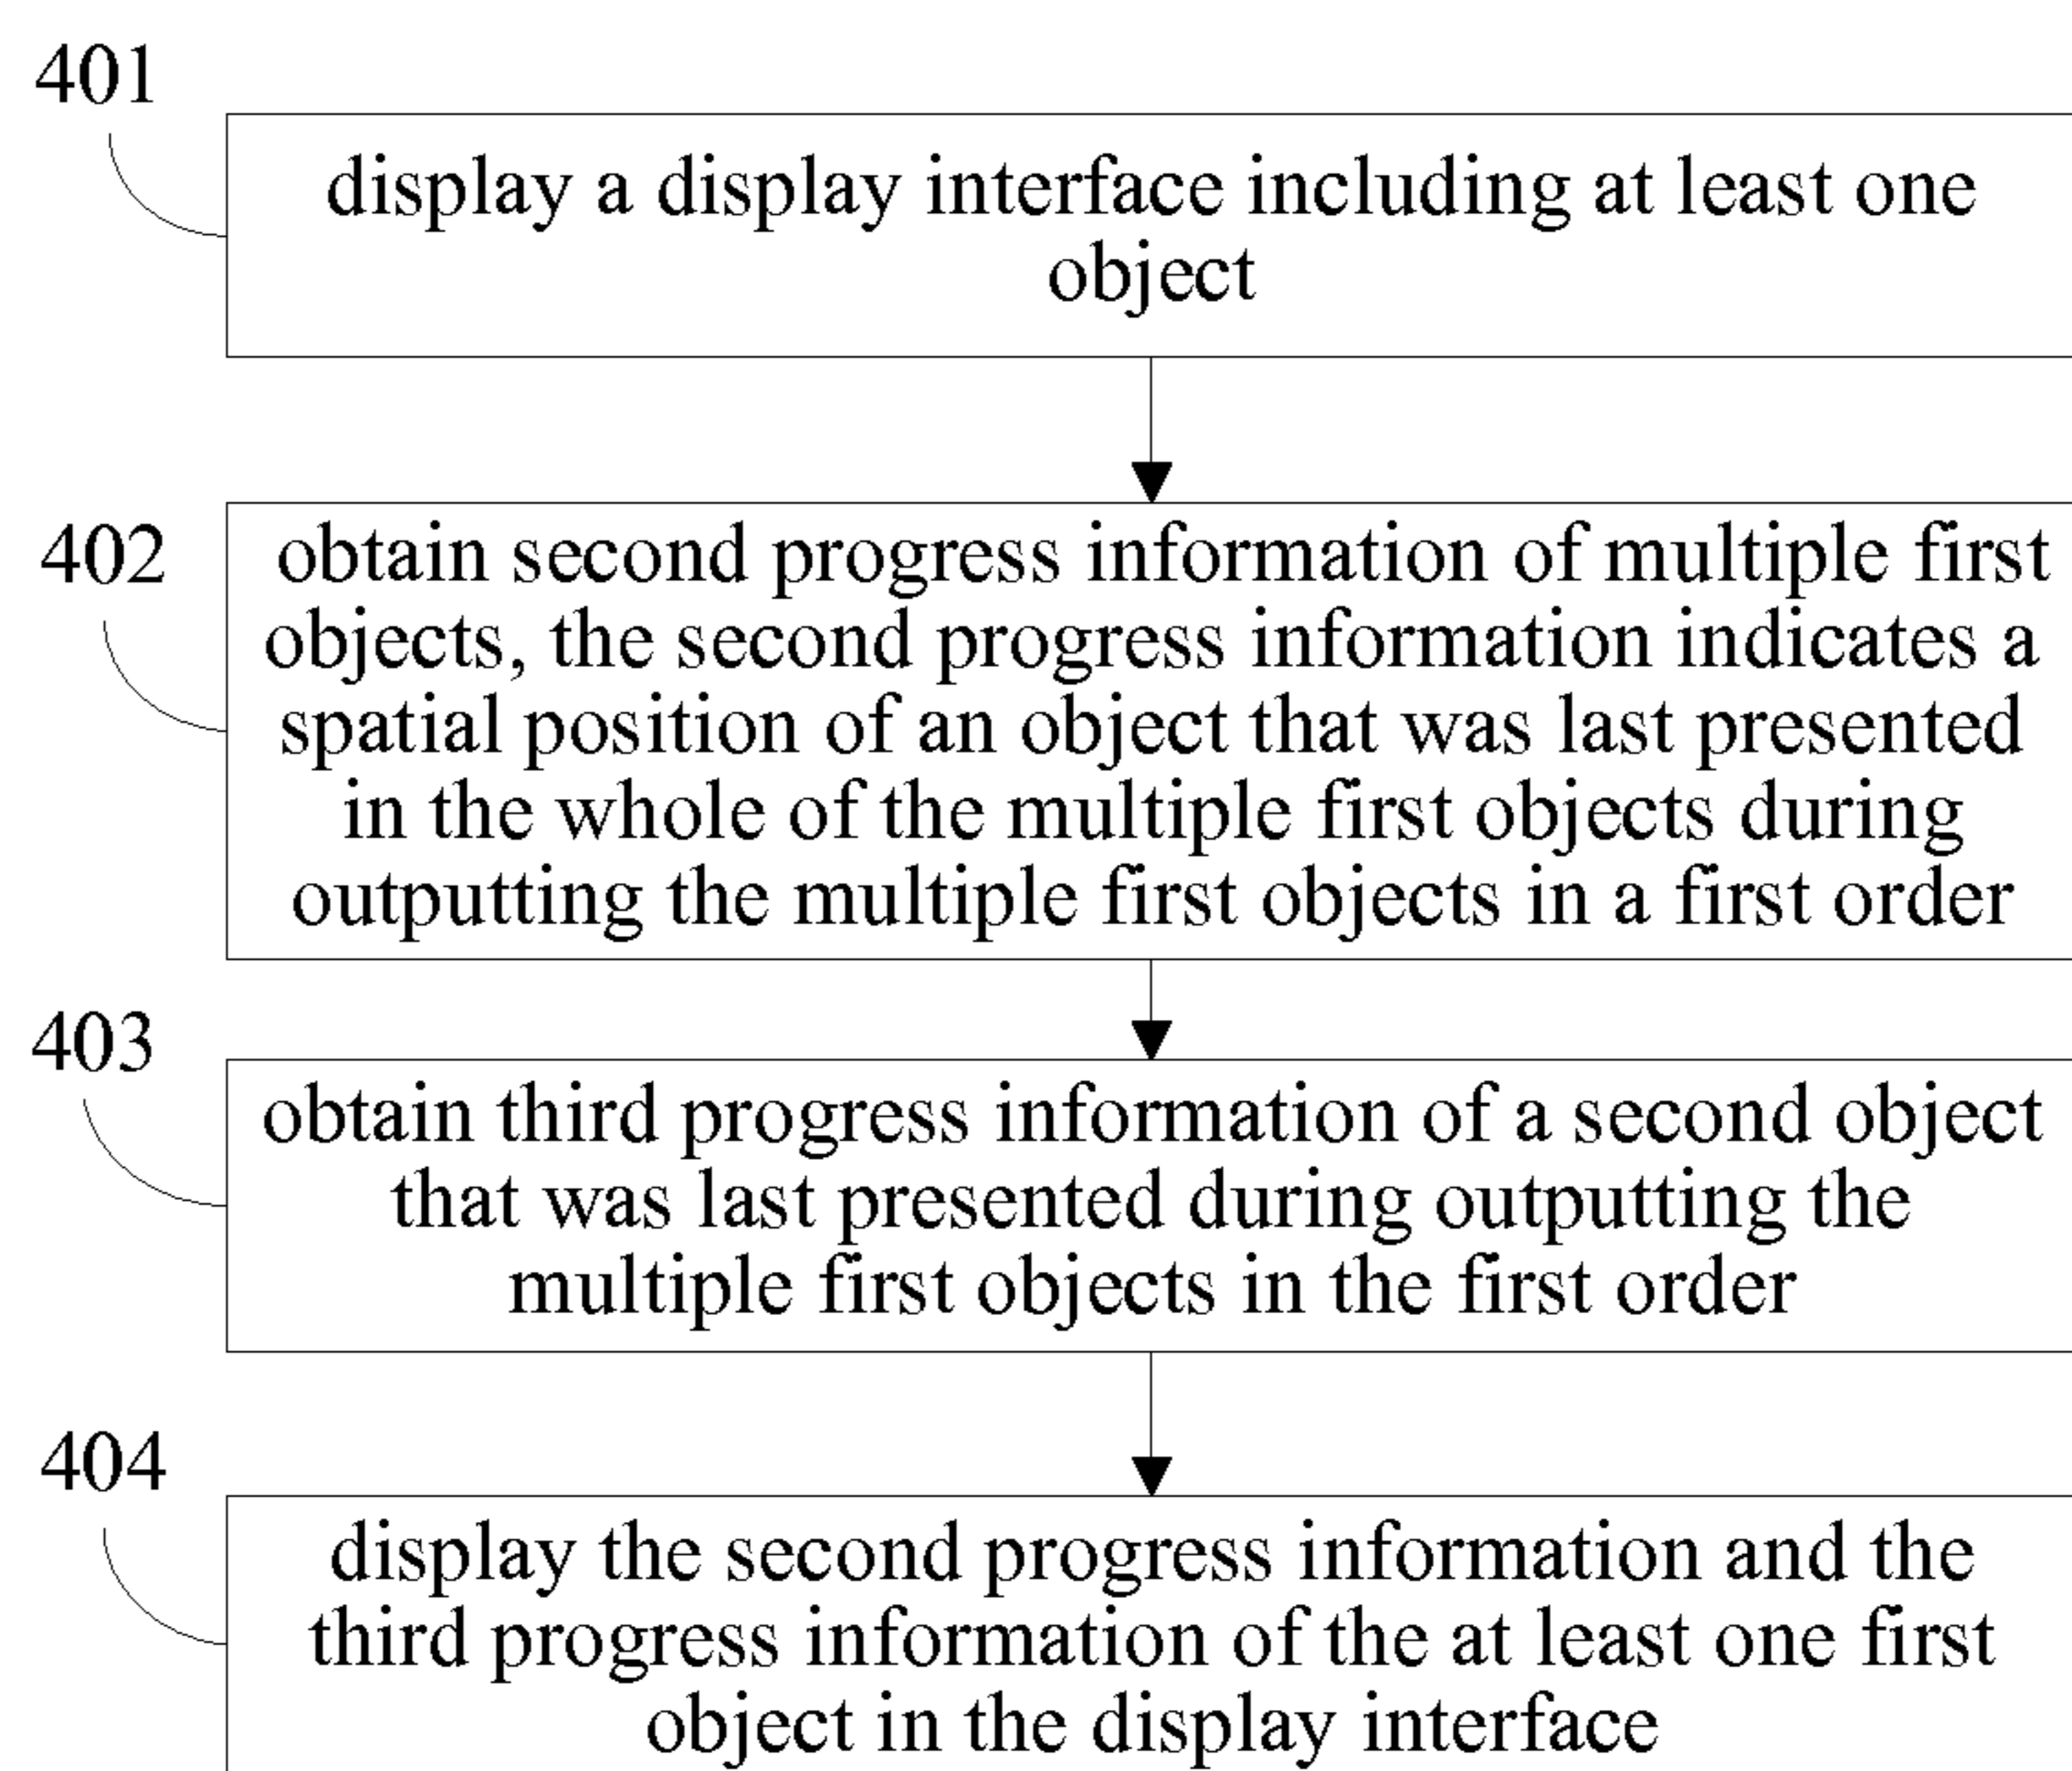 401
display a display interface including at least one
object
402
obtain second progress information of multiple first
objects, the second progress information indicates a
spatial position of an object that was last presented
in the whole of the multiple first objects during
outputting the multiple first objects in a first order
403
obtain third progress information of a second object
that was last presented during outputting the
multiple first objects in the first order
404
display the second progress information and the
third progress information of the at least one first
object in the display interface